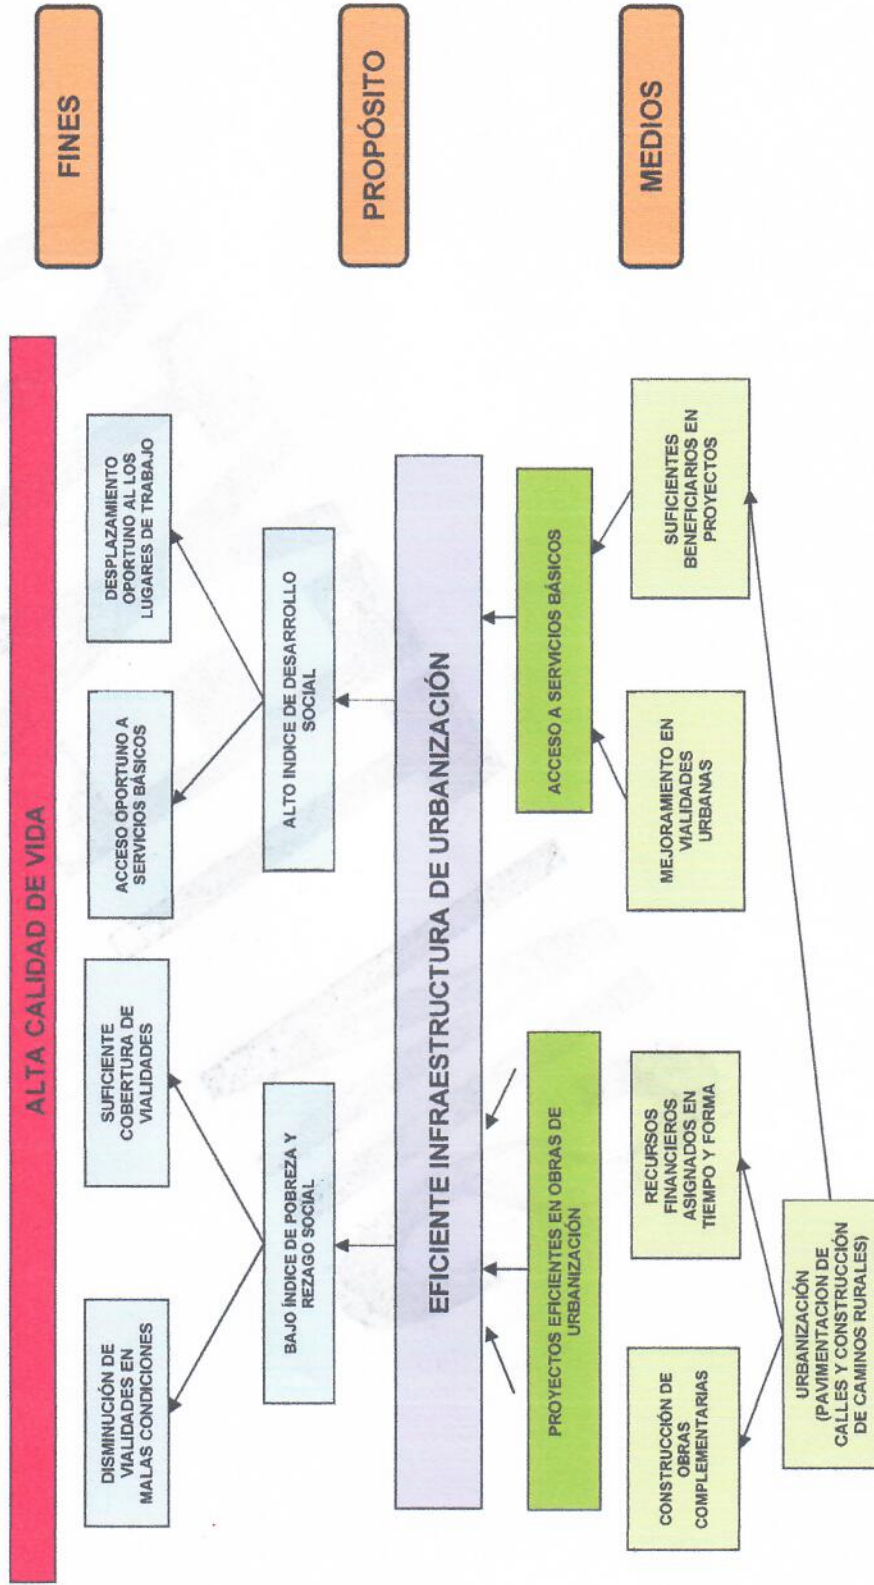 ALTA CALIDAD DE VIDA
FINES
DISMINUCIÓN DE
VIALIDADES EN
MALAS CONDICIONES
SUFICIENTE
COBERTURA DE
VIALIDADES
ACCESO OPORTUNO A
SERVICIOS BÁSICOS
DESPLAZAMIENTO
OPORTUNO AL LOS
LUGARES DE TRABAJO
BAJO ÍNDICE DE POBREZA Y
REZAGO SOCIAL
ALTO INDICE DE DESARROLLO
SOCIAL
EFICIENTE INFRAESTRUCTURA DE URBANIZACIÓN
PROPÓSITO
PROYECTOS EFICIENTES EN OBRAS DE
URBANIZACIÓN
ACCESO A SERVICIOS BÁSICOS
MEDIOS
CONSTRUCCIÓN DE
OBRAS
COMPLEMENTARIAS
RECURSOS
FINANCIEROS
ASIGNADOS EN
TIEMPO Y FORMA
MEJORAMIENTO EN
VIALIDADES
URBANAS
SUFICIENTES
BENEFICIARIOS EN
PROYECTOS
URBANIZACIÓN
(PAVIMENTACION DE
CALLES Y CONSTRUCCIÓN
DE CAMINOS RURALES)